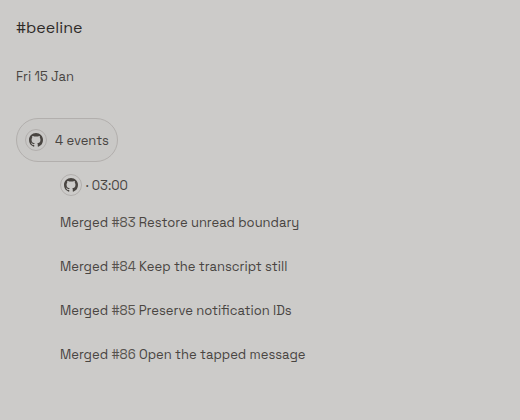 #beeline
Fri 15 Jan
4 events
· 03:00
Merged #83 Restore unread boundary
Merged #84 Keep the transcript still
Merged #85 Preserve notification IDs
Merged #86 Open the tapped message